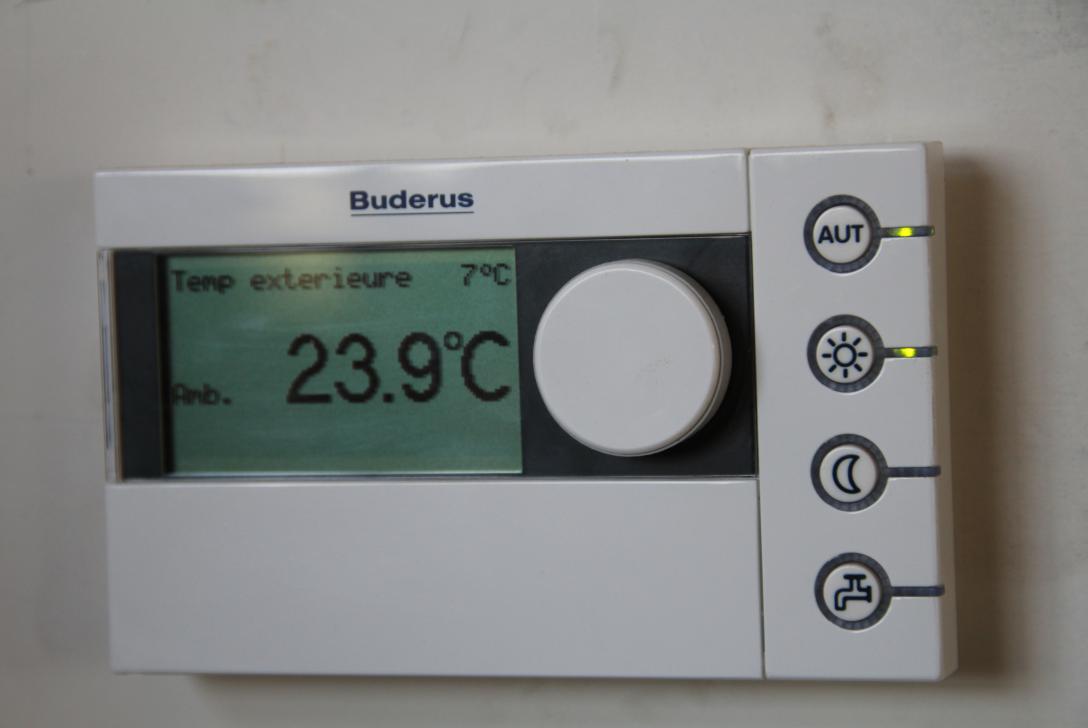 Buderus
Temp exterieure 7°C
23.9°C
Amb.
AUT